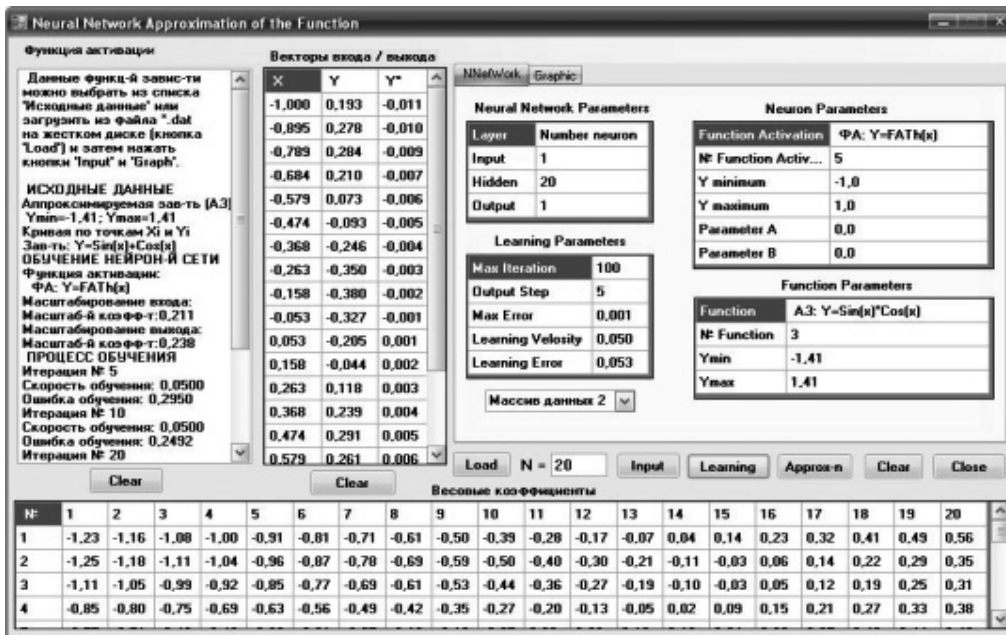 Neural Network Approximation of the Function
Функция активации
Данные функц-й завис-ти
можно выбрать из списка
"Исходные данные" или
загрузить из файла *.dat
на жестком диске (кнопка
"Load") и затем нажать
кнопки "Input" и "Graph".
ИСХОДНЫЕ ДАННЫЕ
Аппроксимируемая зав-ть (A3)
Ymin=-1,41; Ymax=1,41
Кривая по точкам Xi и Yi
Зав-ть: Y=Sin(x)+Cos(x)
ОБУЧЕНИЕ НЕЙРОН-Й СЕТИ
Функция активации:
ФА: Y=FATh(x)
Масштабирование входа:
Масштаб-й коэфф-т:0,211
Масштабирование выхода:
Масштаб-й коэфф-т:0,238
ПРОЦЕСС ОБУЧЕНИЯ
Итерация № 5
Скорость обучения: 0,0500
Ошибка обучения: 0,2950
Итерация № 10
Скорость обучения: 0,0500
Ошибка обучения: 0,2492
Итерация № 20
Clear
Векторы входа / выхода
X Y Y*
-1,000 0,193 -0,011
-0,895 0,278 -0,010
-0,789 0,284 -0,009
-0,684 0,210 -0,007
-0,579 0,073 -0,006
-0,474 -0,093 -0,005
-0,368 -0,246 -0,004
-0,263 -0,350 -0,003
-0,158 -0,380 -0,002
-0,053 -0,327 -0,001
0,053 -0,205 0,001
0,158 -0,044 0,002
0,263 0,118 0,003
0,368 0,239 0,004
0,474 0,291 0,005
0,579 0,261 0,006
Clear
NNetWork Graphic
Neural Network Parameters
Layer Number neuron
Input 1
Hidden 20
Output 1
Learning Parameters
Max Iteration 100
Output Step 5
Max Error 0,001
Learning Velosity 0,050
Learning Error 0,053
Массив данных 2
Neuron Parameters
Function Activation ФА: Y=FATh(x)
№ Function Activ... 5
Y minimum -1,0
Y maximum 1,0
Parameter A 0,0
Parameter B 0,0
Function Parameters
Function A3: Y=Sin(x)*Cos(x)
№ Function 3
Ymin -1,41
Ymax 1,41
Load N = 20 Input Learning Approx-n Clear Close
Весовые коэффициенты
№ 1 2 3 4 5 6 7 8 9 10 11 12 13 14 15 16 17 18 19 20
1 -1,23 -1,16 -1,08 -1,00 -0,91 -0,81 -0,71 -0,61 -0,50 -0,39 -0,28 -0,17 -0,07 0,04 0,14 0,23 0,32 0,41 0,49 0,56
2 -1,25 -1,18 -1,11 -1,04 -0,96 -0,87 -0,78 -0,69 -0,59 -0,50 -0,40 -0,30 -0,21 -0,11 -0,03 0,06 0,14 0,22 0,29 0,35
3 -1,11 -1,05 -0,99 -0,92 -0,85 -0,77 -0,69 -0,61 -0,53 -0,44 -0,36 -0,27 -0,19 -0,10 -0,03 0,05 0,12 0,19 0,25 0,31
4 -0,85 -0,80 -0,75 -0,69 -0,63 -0,56 -0,49 -0,42 -0,35 -0,27 -0,20 -0,13 -0,05 0,02 0,09 0,15 0,21 0,27 0,33 0,38